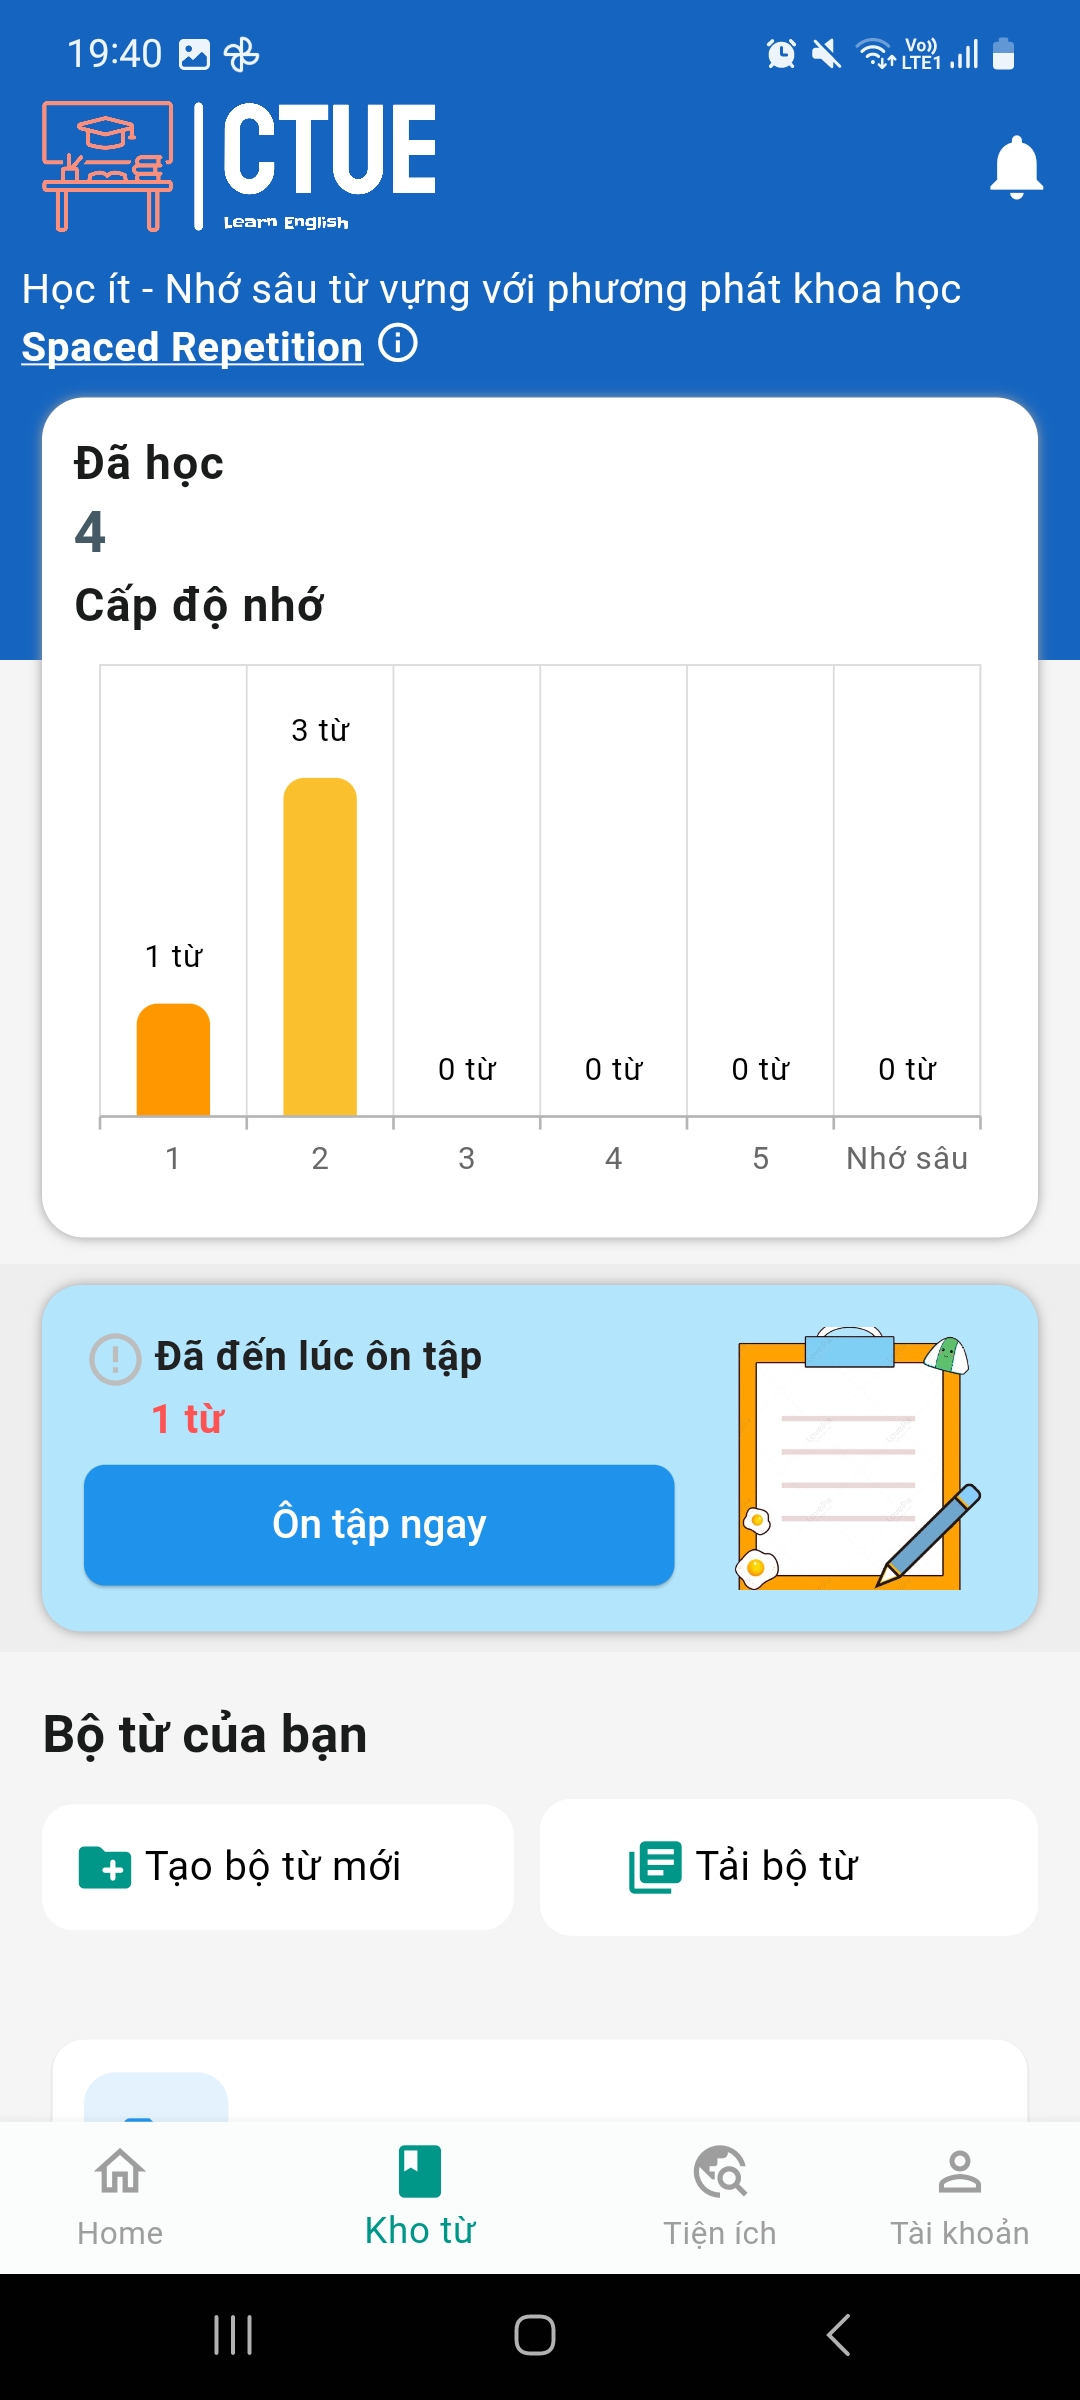 19:40
Vo)) LTE1
CTUE
Learn English
Học ít - Nhớ sâu từ vựng với phương phát khoa học
Spaced Repetition
Đã học
4
Cấp độ nhớ
3 từ
1 từ
0 từ 0 từ 0 từ 0 từ
1 2 3 4 5 Nhớ sâu
Đã đến lúc ôn tập
1 từ
Ôn tập ngay
Bộ từ của bạn
Tạo bộ từ mới
Tải bộ từ
Home Kho từ Tiện ích Tài khoản